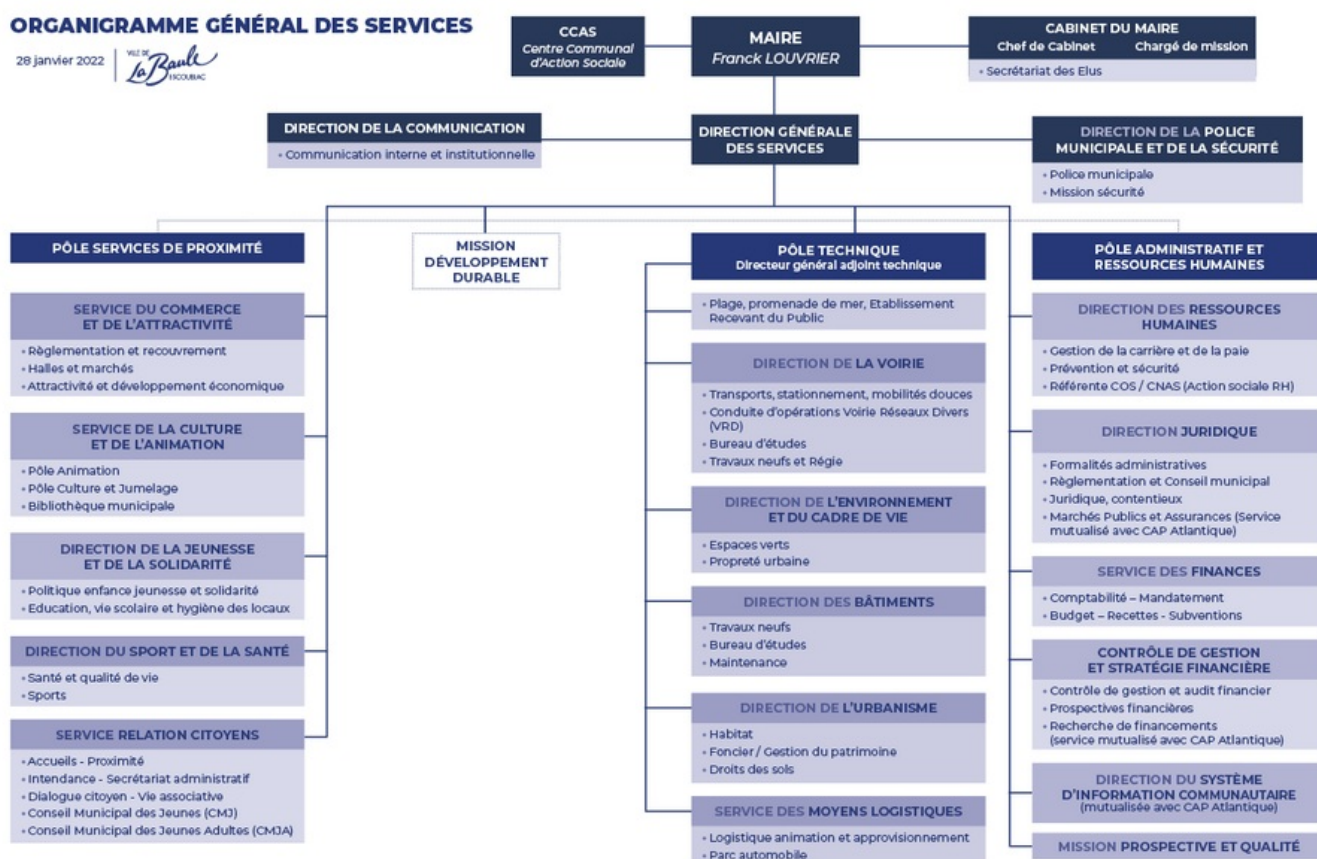 ORGANIGRAMME GÉNÉRAL DES SERVICES
28 janvier 2022
VILLE DE
La Baule
ESCOUBLAC
CCAS
Centre Communal
d'Action Sociale
MAIRE
Franck LOUVRIER
CABINET DU MAIRE
Chef de Cabinet Chargé de mission
• Secrétariat des Elus
DIRECTION DE LA COMMUNICATION
• Communication interne et institutionnelle
DIRECTION GÉNÉRALE
DES SERVICES
DIRECTION DE LA POLICE
MUNICIPALE ET DE LA SÉCURITÉ
• Police municipale
• Mission sécurité
PÔLE SERVICES DE PROXIMITÉ
SERVICE DU COMMERCE
ET DE L'ATTRACTIVITÉ
• Règlementation et recouvrement
• Halles et marchés
• Attractivité et développement économique
SERVICE DE LA CULTURE
ET DE L'ANIMATION
• Pôle Animation
• Pôle Culture et Jumelage
• Bibliothèque municipale
DIRECTION DE LA JEUNESSE
ET DE LA SOLIDARITÉ
• Politique enfance jeunesse et solidarité
• Education, vie scolaire et hygiène des locaux
DIRECTION DU SPORT ET DE LA SANTÉ
• Santé et qualité de vie
• Sports
SERVICE RELATION CITOYENS
• Accueils - Proximité
• Intendance - Secrétariat administratif
• Dialogue citoyen - Vie associative
• Conseil Municipal des Jeunes (CMJ)
• Conseil Municipal des Jeunes Adultes (CMJA)
MISSION
DÉVELOPPEMENT
DURABLE
PÔLE TECHNIQUE
Directeur général adjoint technique
• Plage, promenade de mer, Etablissement
Recevant du Public
DIRECTION DE LA VOIRIE
• Transports, stationnement, mobilités douces
• Conduite d'opérations Voirie Réseaux Divers
(VRD)
• Bureau d'études
• Travaux neufs et Régie
DIRECTION DE L'ENVIRONNEMENT
ET DU CADRE DE VIE
• Espaces verts
• Propreté urbaine
DIRECTION DES BÂTIMENTS
• Travaux neufs
• Bureau d'études
• Maintenance
DIRECTION DE L'URBANISME
• Habitat
• Foncier / Gestion du patrimoine
• Droits des sols
SERVICE DES MOYENS LOGISTIQUES
• Logistique animation et approvisionnement
• Parc automobile
PÔLE ADMINISTRATIF ET
RESSOURCES HUMAINES
DIRECTION DES RESSOURCES
HUMAINES
• Gestion de la carrière et de la paie
• Prévention et sécurité
• Référente COS / CNAS (Action sociale RH)
DIRECTION JURIDIQUE
• Formalités administratives
• Règlementation et Conseil municipal
• Juridique, contentieux
• Marchés Publics et Assurances (Service
mutualisé avec CAP Atlantique)
SERVICE DES FINANCES
• Comptabilité – Mandatement
• Budget – Recettes - Subventions
CONTRÔLE DE GESTION
ET STRATÉGIE FINANCIÈRE
• Contrôle de gestion et audit financier
• Prospectives financières
• Recherche de financements
(service mutualisé avec CAP Atlantique)
DIRECTION DU SYSTÈME
D'INFORMATION COMMUNAUTAIRE
(mutualisée avec CAP Atlantique)
MISSION PROSPECTIVE ET QUALITÉ